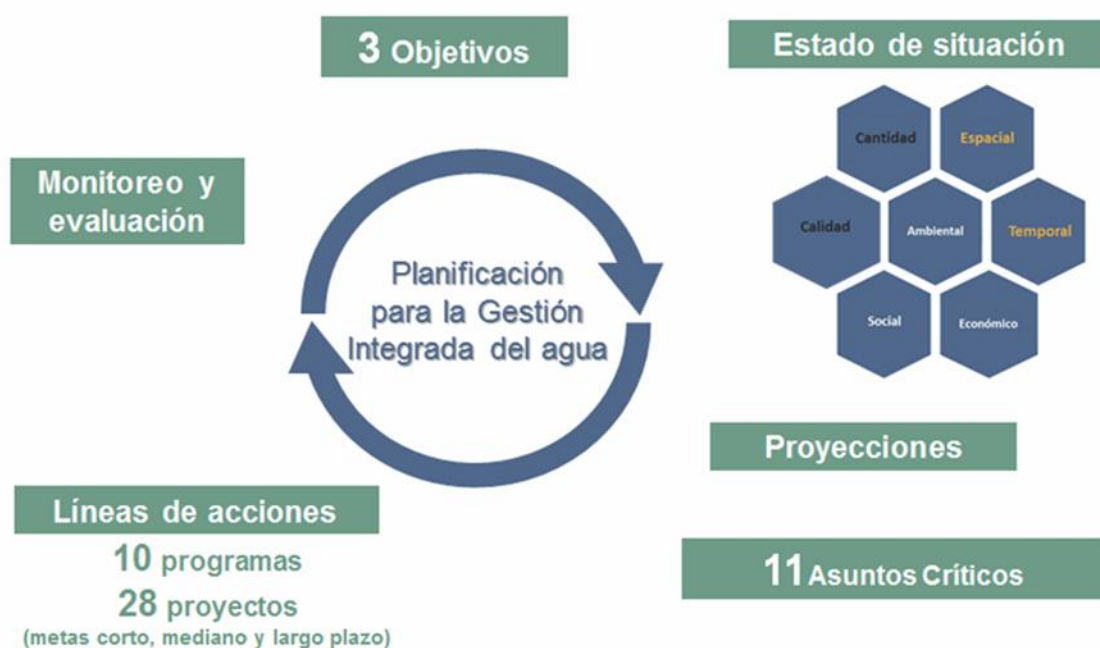 3 Objetivos
Estado de situación
Cantidad
Espacial
Calidad
Ambiental
Temporal
Social
Económico
Monitoreo y
evaluación
Planificación
para la Gestión
Integrada del agua
Proyecciones
Líneas de acciones
10 programas
28 proyectos
(metas corto, mediano y largo plazo)
11 Asuntos Críticos